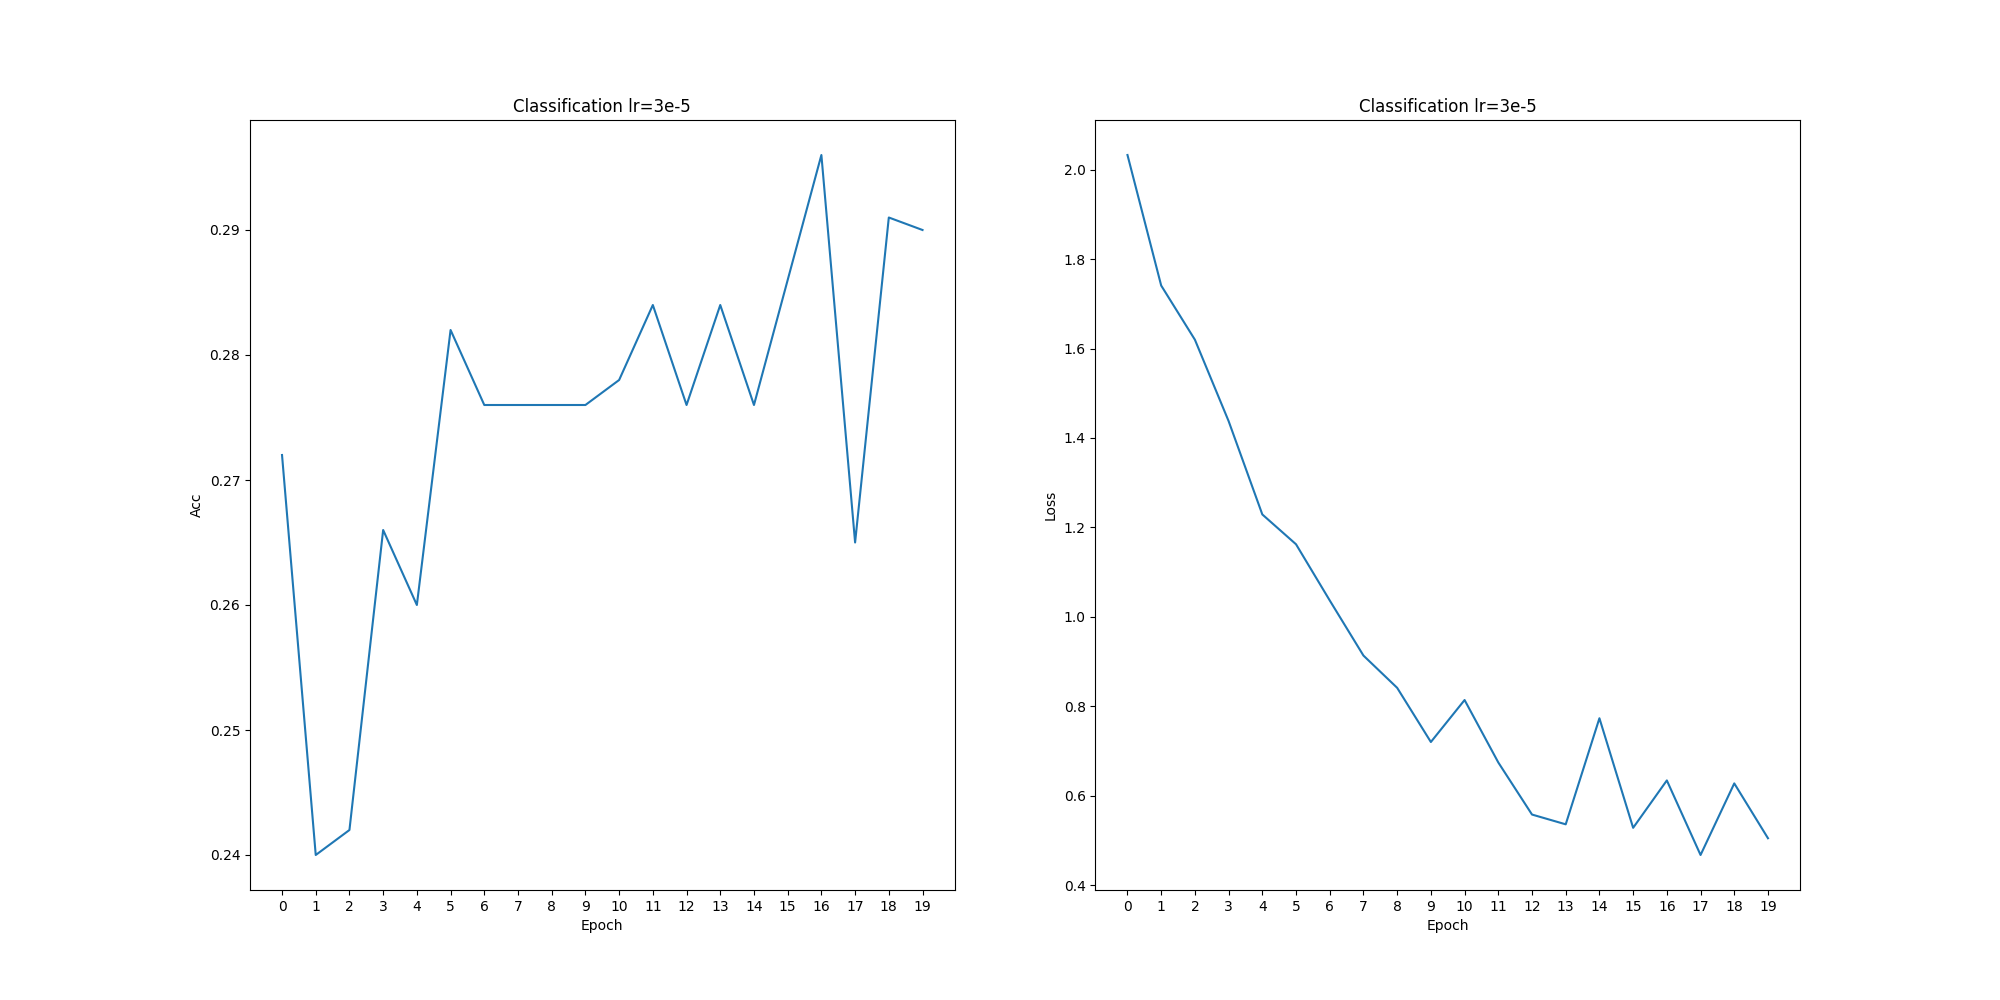 Classification lr=3e-5
0.29
0.28
0.27
0.26
0.25
0.24
Acc
0 1 2 3 4 5 6 7 8 9 10 11 12 13 14 15 16 17 18 19
Epoch
Classification lr=3e-5
2.0
1.8
1.6
1.4
1.2
1.0
0.8
0.6
0.4
Loss
0 1 2 3 4 5 6 7 8 9 10 11 12 13 14 15 16 17 18 19
Epoch